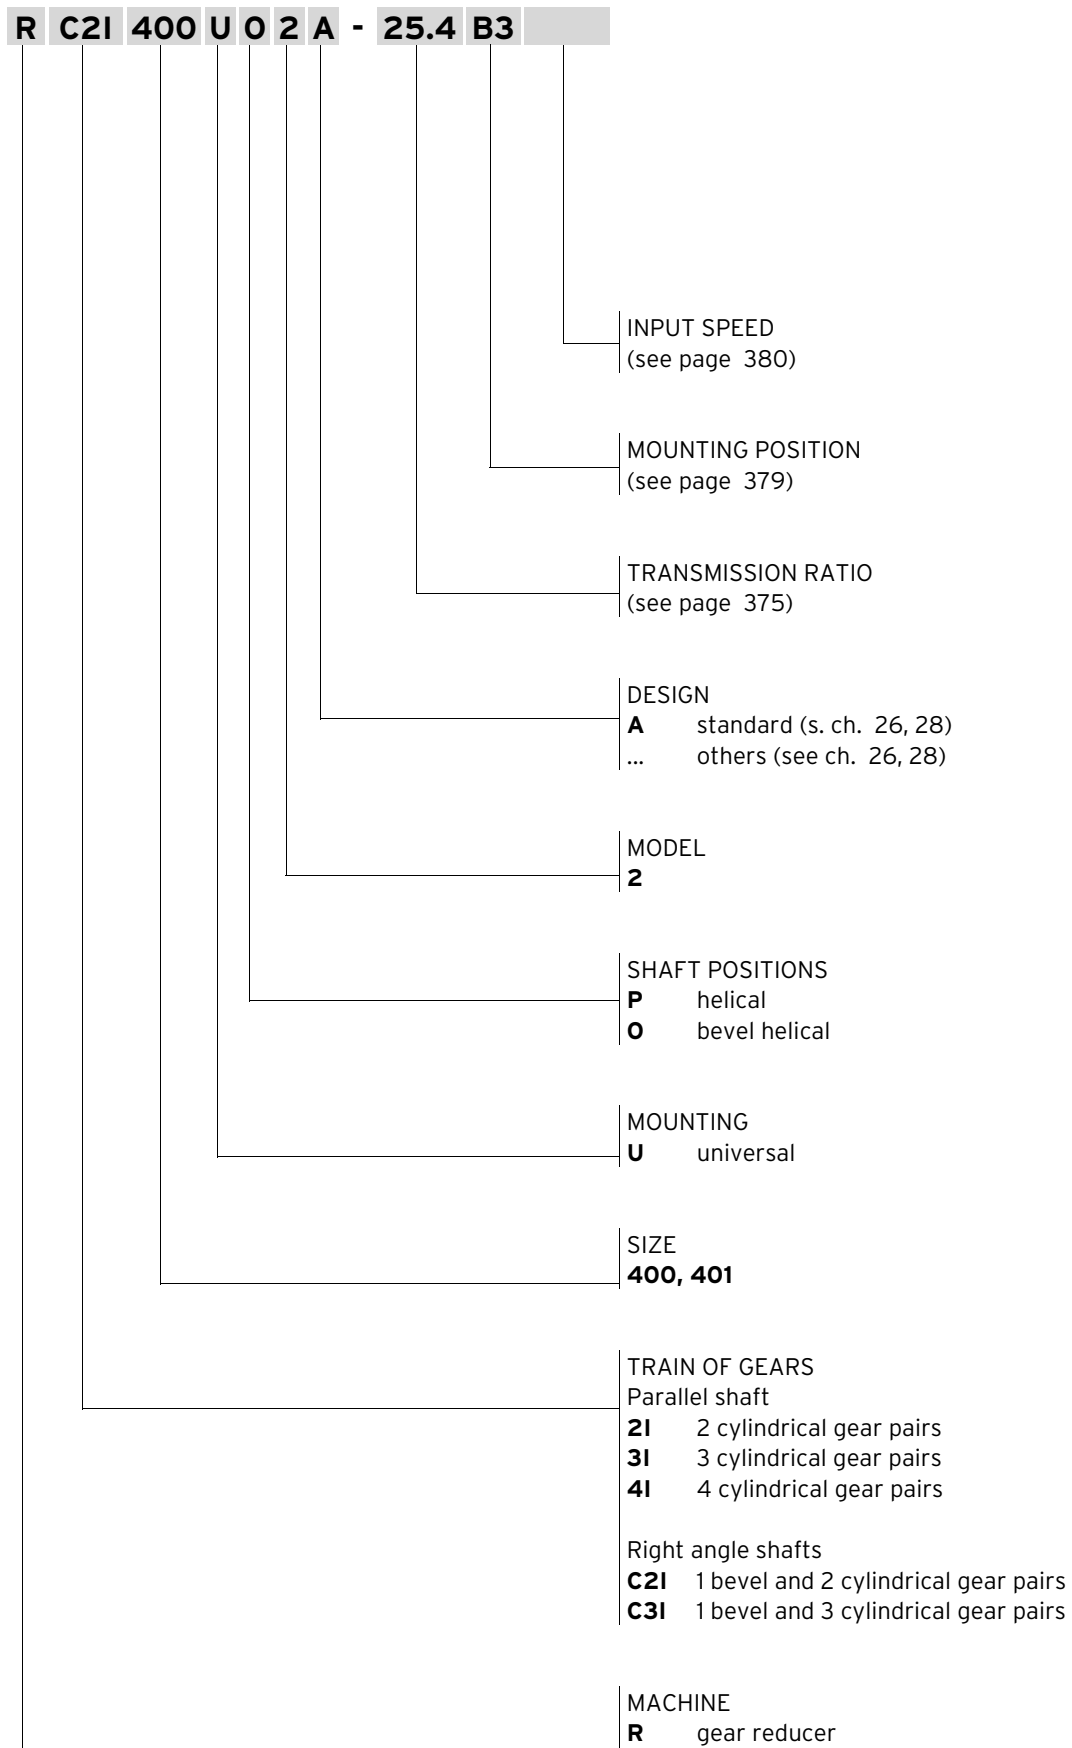 R C2I 400 U O 2 A - 25.4 B3
INPUT SPEED
(see page 380)
MOUNTING POSITION
(see page 379)
TRANSMISSION RATIO
(see page 375)
DESIGN
A standard (s. ch. 26, 28)
... others (see ch. 26, 28)
MODEL
2
SHAFT POSITIONS
P helical
O bevel helical
MOUNTING
U universal
SIZE
400, 401
TRAIN OF GEARS
Parallel shaft
2I 2 cylindrical gear pairs
3I 3 cylindrical gear pairs
4I 4 cylindrical gear pairs
Right angle shafts
C2I 1 bevel and 2 cylindrical gear pairs
C3I 1 bevel and 3 cylindrical gear pairs
MACHINE
R gear reducer